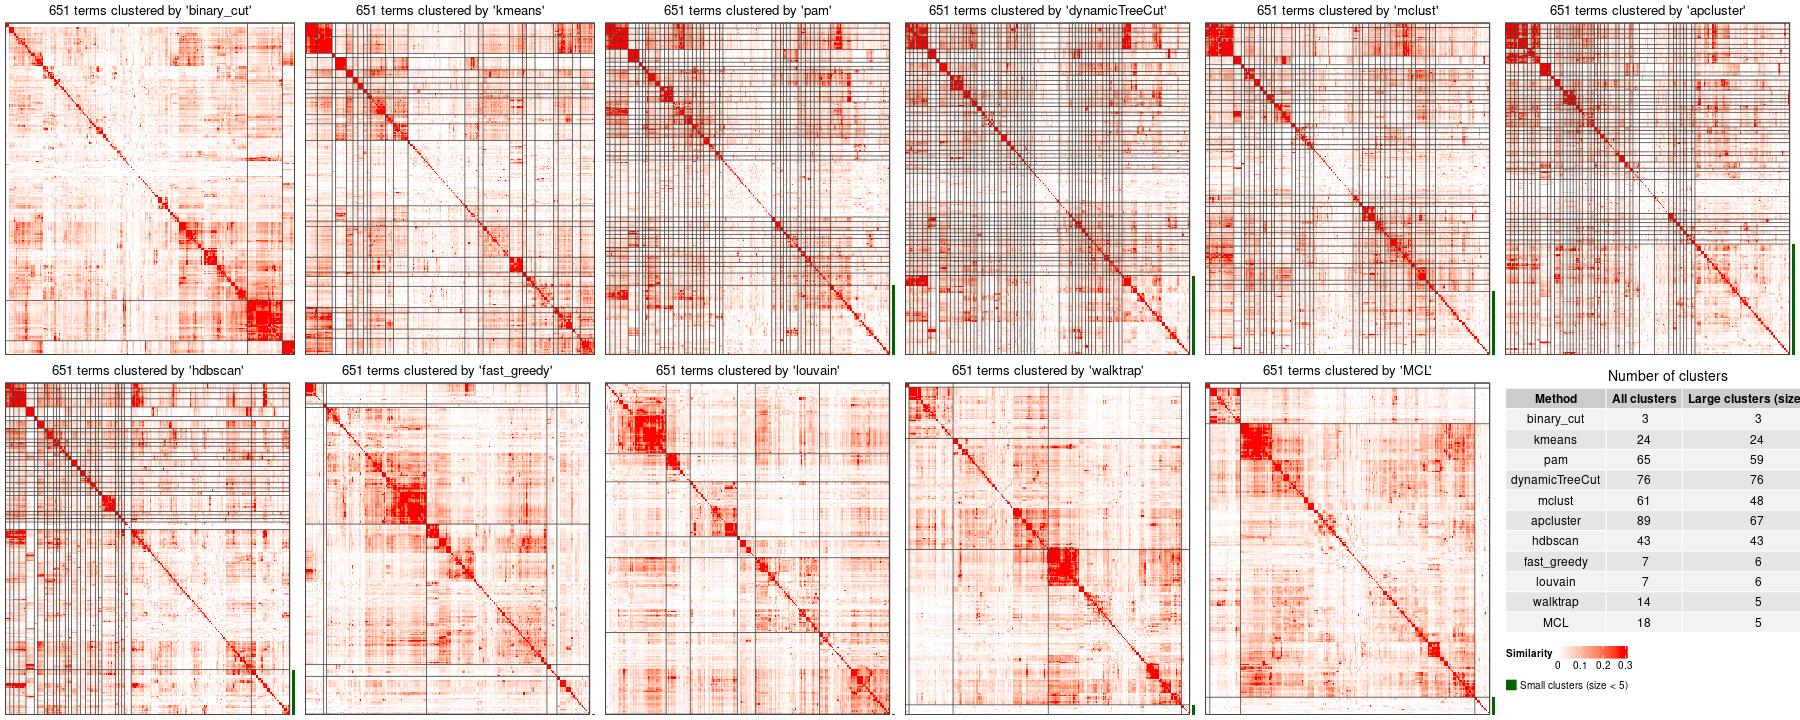 651 terms clustered by 'binary_cut'
651 terms clustered by 'kmeans'
651 terms clustered by 'pam'
651 terms clustered by 'dynamicTreeCut'
651 terms clustered by 'mclust'
651 terms clustered by 'apcluster'
651 terms clustered by 'hdbscan'
651 terms clustered by 'fast_greedy'
651 terms clustered by 'louvain'
651 terms clustered by 'walktrap'
651 terms clustered by 'MCL'
Number of clusters
Method All clusters Large clusters (size
binary_cut 3 3
kmeans 24 24
pam 65 59
dynamicTreeCut 76 76
mclust 61 48
apcluster 89 67
hdbscan 43 43
fast_greedy 7 6
louvain 7 6
walktrap 14 5
MCL 18 5
Similarity
0 0.1 0.2 0.3
Small clusters (size < 5)